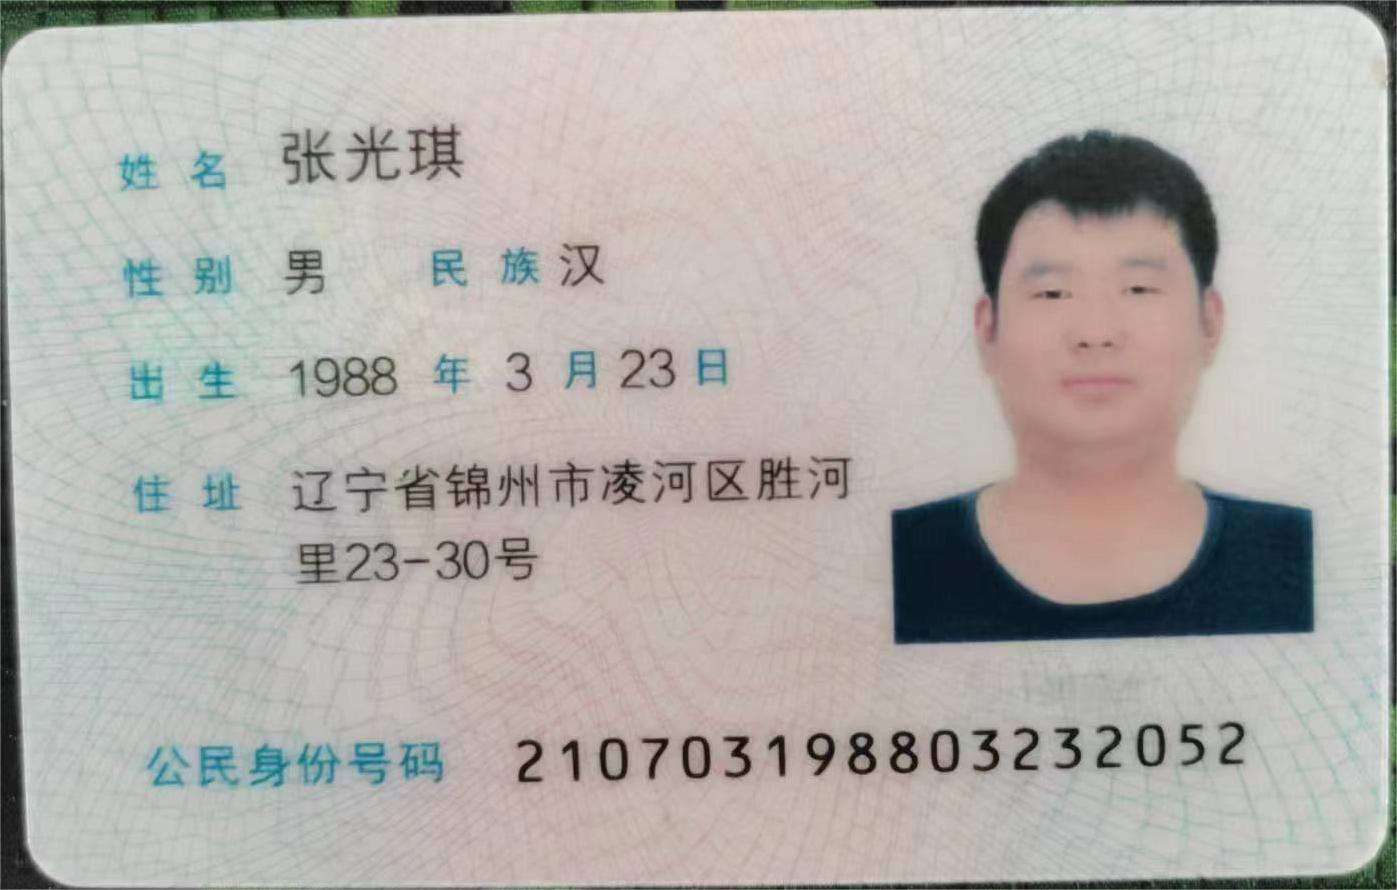 姓名 张光琪
性别 男 民族 汉
出生 1988 年 3 月 23 日
住址 辽宁省锦州市凌河区胜河
里23-30号
公民身份号码 210703198803232052